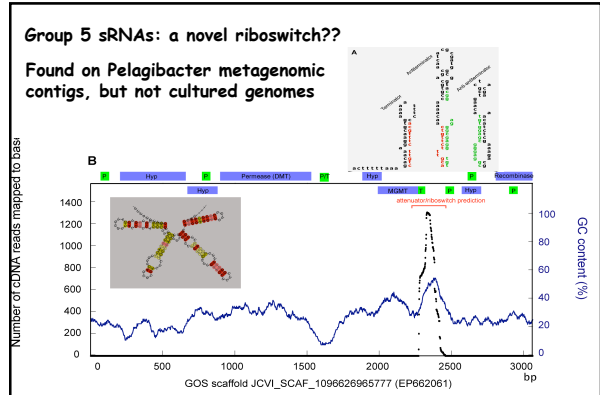 Group 5 sRNAs: a novel riboswitch??
Found on Pelagibacter metagenomic
contigs, but not cultured genomes
A
Terminator
Antiterminator
Anti-antiterminator
B
P
Hyp
P
Permease (DMT)
P/T
Hyp
P
Recombinase
Hyp
MGMT
T
P
Hyp
P
attenuator/riboswitch prediction
Number of cDNA reads mapped to base
1400
1200
1000
800
600
400
200
0
100
80
60
40
20
0
GC content (%)
0
500
1000
1500
2000
2500
3000
bp
GOS scaffold JCVI_SCAF_1096626965777 (EP662061)